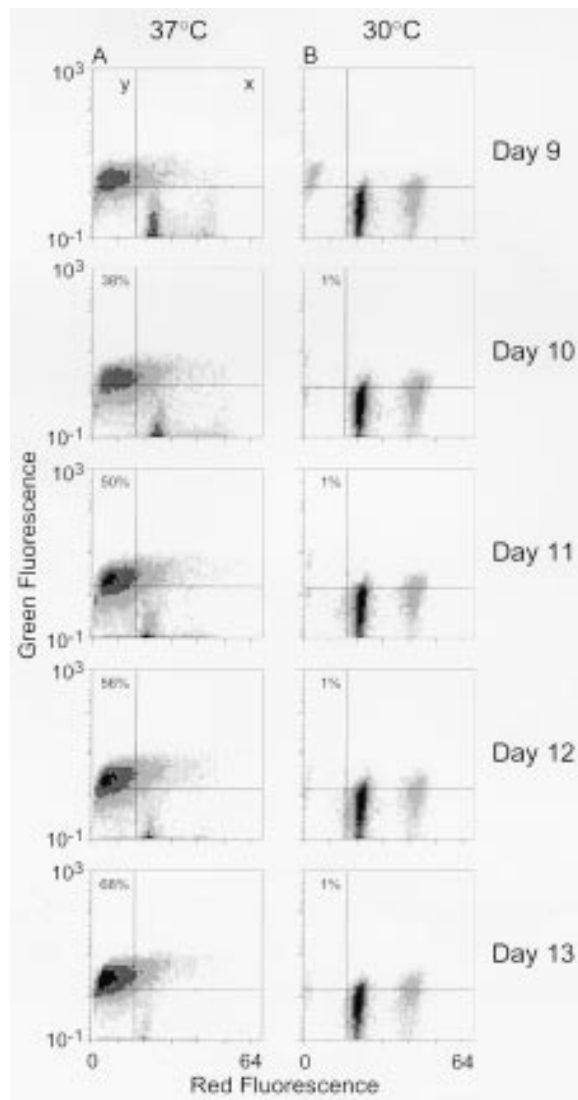 37°C 30°C
A B
10³ y x
Day 9
10-1
10³ 38% 1%
Day 10
10-1
10³ 50% 1%
Day 11
10-1
10³ 56% 1%
Day 12
10-1
10³ 68% 1%
Day 13
10-1
0 64 0 64
Red Fluorescence
Green Fluorescence